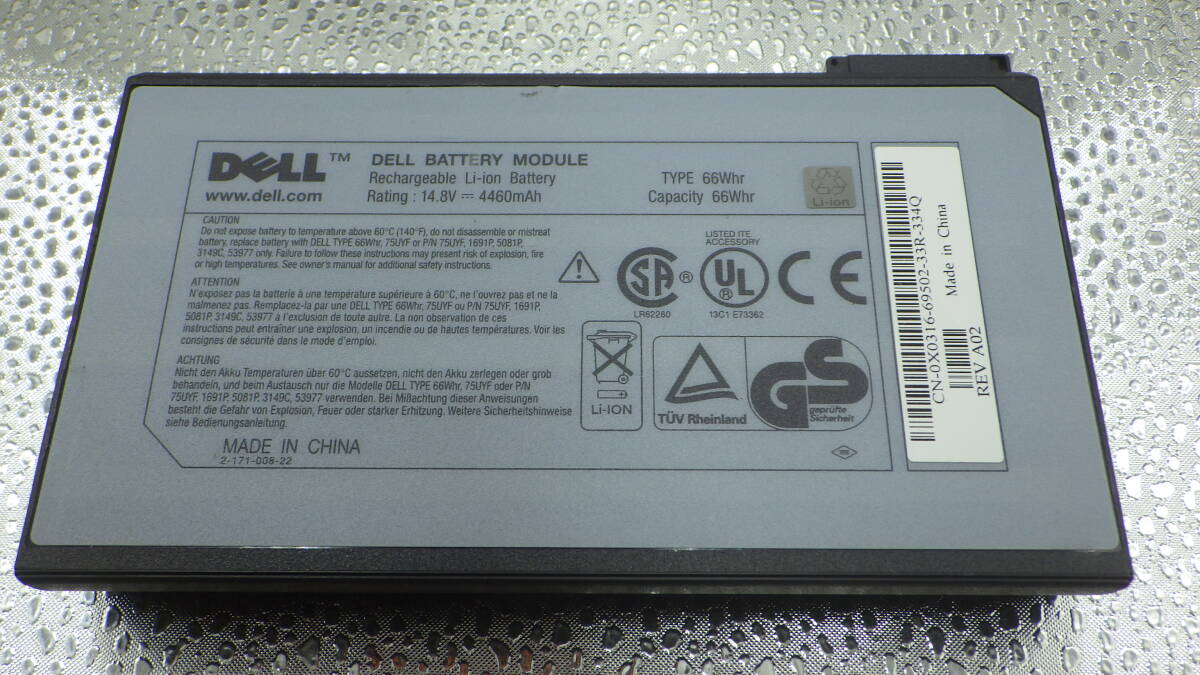 DELL™
www.dell.com
DELL BATTERY MODULE
Rechargeable Li-ion Battery
Rating : 14.8V ⎓ 4460mAh
TYPE 66Whr
Capacity 66Whr
Li-ion
CAUTION
Do not expose battery to temperature above 60°C (140°F), do not disassemble or mistreat
battery, replace battery with DELL TYPE 66Whr, 75UYF or P/N 75UYF, 1691P, 5081P,
3149C, 53977 only. Failure to follow these instructions may present risk of explosion, fire
or high temperatures. See owner's manual for additional safety instructions.
ATTENTION
N'exposez pas la batterie à une température supérieure à 60°C, ne l'ouvrez pas et ne la
malmenez pas. Remplacez-la par une DELL TYPE 66Whr, 75UYF ou P/N 75UYF, 1691P,
5081P, 3149C, 53977 à l'exclusion de toute autre. La non observation de ces
instructions peut entraîner une explosion, un incendie ou de hautes températures. Voir les
consignes de sécurité dans le mode d'emploi.
ACHTUNG
Nicht den Akku Temperaturen über 60°C aussetzen, nicht den Akku zerlegen oder grob
behandeln, und beim Austausch nur die Modelle DELL TYPE 66Whr, 75UYF oder P/N
75UYF, 1691P, 5081P, 3149C, 53977 verwenden. Bei Mißachtung dieser Anweisungen
besteht die Gefahr von Explosion, Feuer oder starker Erhitzung. Weitere Sicherheitshinweise
siehe Bedienungsanleitung.
MADE IN CHINA
2-171-008-22
SA ®
LR62260
LISTED ITE
ACCESSORY
UL ®
13C1 E73362
CE
Li-ION
TÜV Rheinland
GS
geprüfte
Sicherheit
CN-0X0316-69502-33R-334Q
Made in China
REV A02